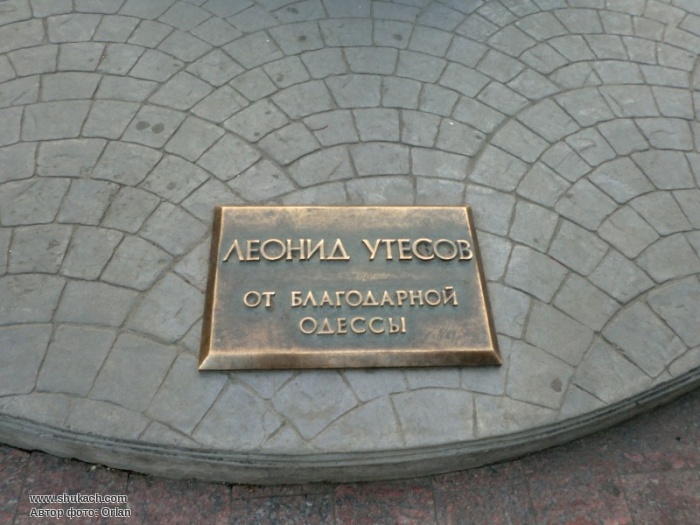 ЛЕОНИД УТЕСОВ
ОТ БЛАГОДАРНОЙ
ОДЕССЫ
www.shukach.com
Автор фото: Orlan